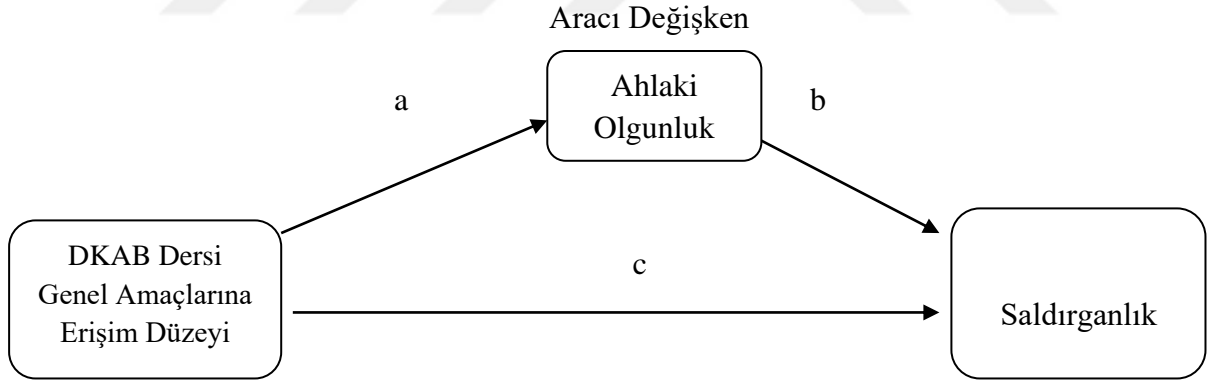 Aracı Değişken
Ahlaki
Olgunluk
a
b
DKAB Dersi
Genel Amaçlarına
Erişim Düzeyi
c
Saldırganlık